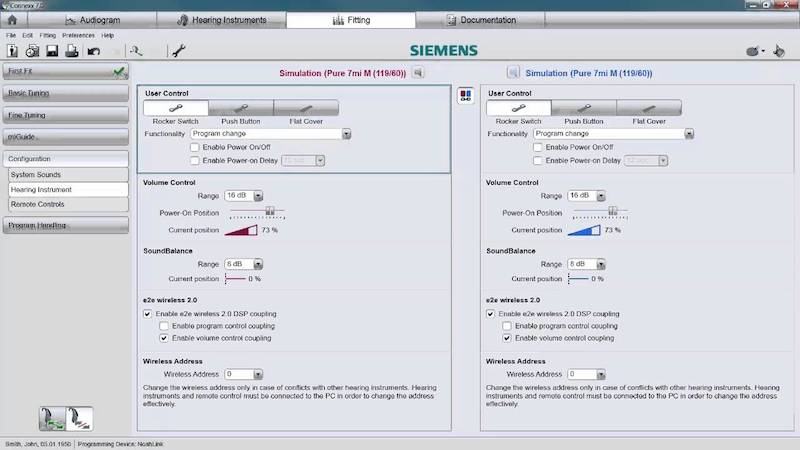 Connexx 7
Audiogram
Hearing Instruments
Fitting
Documentation
File Edit Fitting Preferences Help
SIEMENS
First Fit
Basic Tuning
Fine Tuning
miGuide
Configuration
System Sounds
Hearing Instrument
Remote Controls
Program Handling
Simulation (Pure 7mi M (119/60))
User Control
Rocker Switch Push Button Flat Cover
Functionality Program change
Enable Power On/Off
Enable Power-on Delay 12 sec
Volume Control
Range 16 dB
Power-On Position
Current position 73 %
SoundBalance
Range 8 dB
Current position 0 %
e2e wireless 2.0
Enable e2e wireless 2.0 DSP coupling
Enable program control coupling
Enable volume control coupling
Wireless Address
Wireless Address 0
Change the wireless address only in case of conflicts with other hearing instruments. Hearing
instruments and remote control must be connected to the PC in order to change the address
effectively.
Simulation (Pure 7mi M (119/60))
User Control
Rocker Switch Push Button Flat Cover
Functionality Program change
Enable Power On/Off
Enable Power-on Delay 12 sec
Volume Control
Range 16 dB
Power-On Position
Current position 73 %
SoundBalance
Range 8 dB
Current position 0 %
e2e wireless 2.0
Enable e2e wireless 2.0 DSP coupling
Enable program control coupling
Enable volume control coupling
Wireless Address
Wireless Address 0
Change the wireless address only in case of conflicts with other hearing instruments. Hearing
instruments and remote control must be connected to the PC in order to change the address
effectively.
Smith, John, 05.01.1950 Programming Device: NoahLink